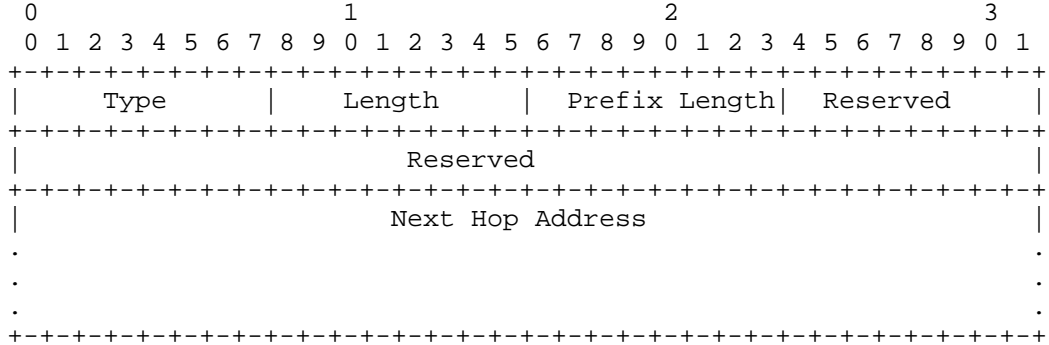 0                   1                   2                   3
 0 1 2 3 4 5 6 7 8 9 0 1 2 3 4 5 6 7 8 9 0 1 2 3 4 5 6 7 8 9 0 1
+-+-+-+-+-+-+-+-+-+-+-+-+-+-+-+-+-+-+-+-+-+-+-+-+-+-+-+-+-+-+-+-+
|     Type      |    Length     |  Prefix Length|  Reserved     |
+-+-+-+-+-+-+-+-+-+-+-+-+-+-+-+-+-+-+-+-+-+-+-+-+-+-+-+-+-+-+-+-+
|                        Reserved                               |
+-+-+-+-+-+-+-+-+-+-+-+-+-+-+-+-+-+-+-+-+-+-+-+-+-+-+-+-+-+-+-+-+
|                       Next Hop Address                        |
.                                                               .
.                                                               .
.                                                               .
+-+-+-+-+-+-+-+-+-+-+-+-+-+-+-+-+-+-+-+-+-+-+-+-+-+-+-+-+-+-+-+-+